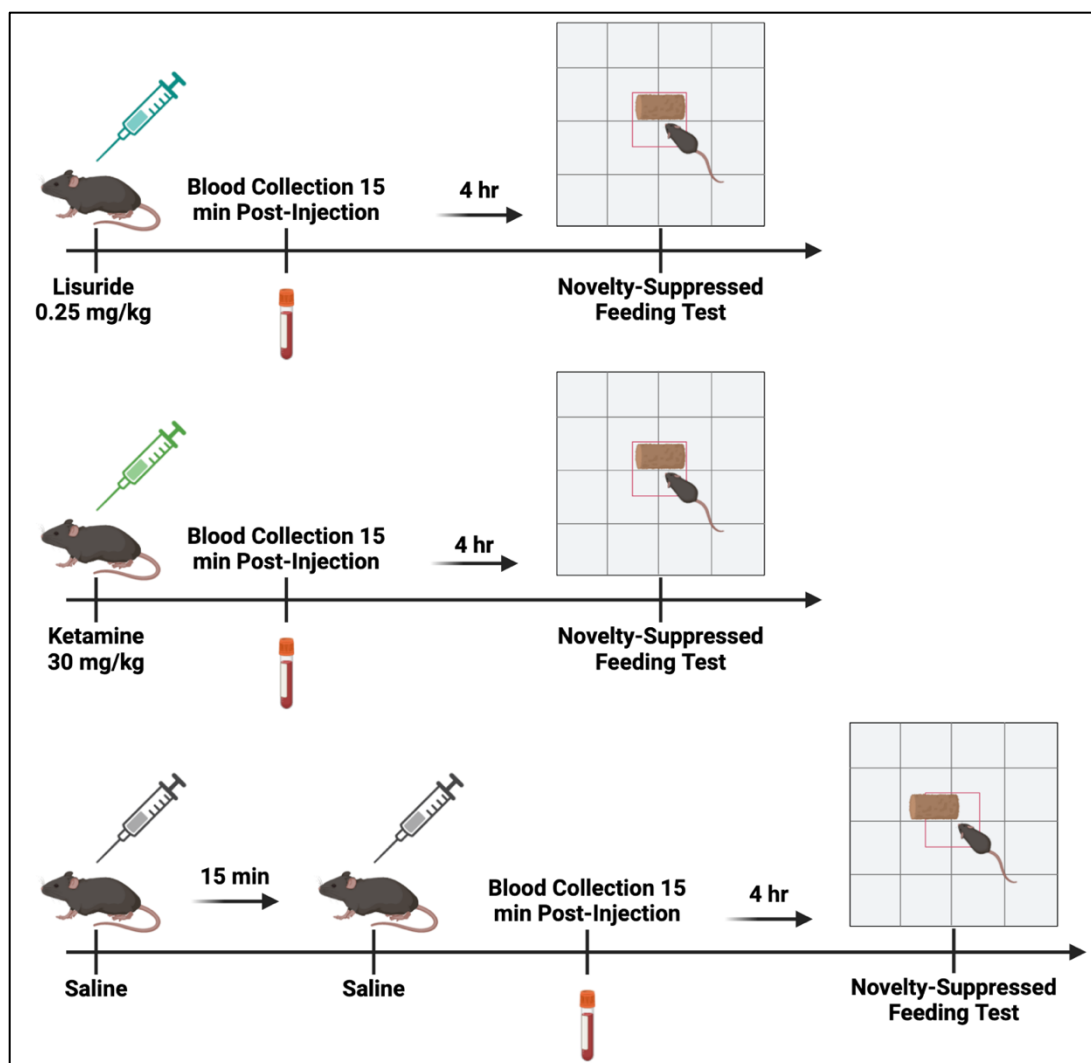 Blood Collection 15
min Post-Injection
4 hr
Lisuride
0.25 mg/kg
Novelty-Suppressed
Feeding Test
Blood Collection 15
min Post-Injection
4 hr
Ketamine
30 mg/kg
Novelty-Suppressed
Feeding Test
15 min
Blood Collection 15
min Post-Injection
4 hr
Saline
Saline
Novelty-Suppressed
Feeding Test